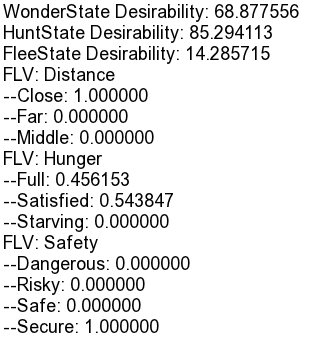 WonderState Desirability: 68.877556
HuntState Desirability: 85.294113
FleeState Desirability: 14.285715
FLV: Distance
--Close: 1.000000
--Far: 0.000000
--Middle: 0.000000
FLV: Hunger
--Full: 0.456153
--Satisfied: 0.543847
--Starving: 0.000000
FLV: Safety
--Dangerous: 0.000000
--Risky: 0.000000
--Safe: 0.000000
--Secure: 1.000000